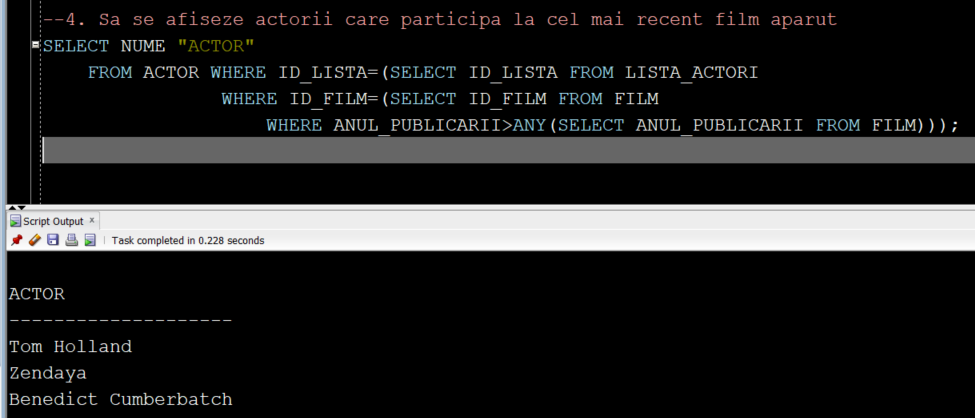 --4. Sa se afiseze actorii care participa la cel mai recent film aparut
SELECT NUME "ACTOR"
FROM ACTOR WHERE ID_LISTA=(SELECT ID_LISTA FROM LISTA_ACTORI
WHERE ID_FILM=(SELECT ID_FILM FROM FILM
WHERE ANUL_PUBLICARII>ANY(SELECT ANUL_PUBLICARII FROM FILM)));
Script Output ×
Task completed in 0.228 seconds
ACTOR
--------------------
Tom Holland
Zendaya
Benedict Cumberbatch